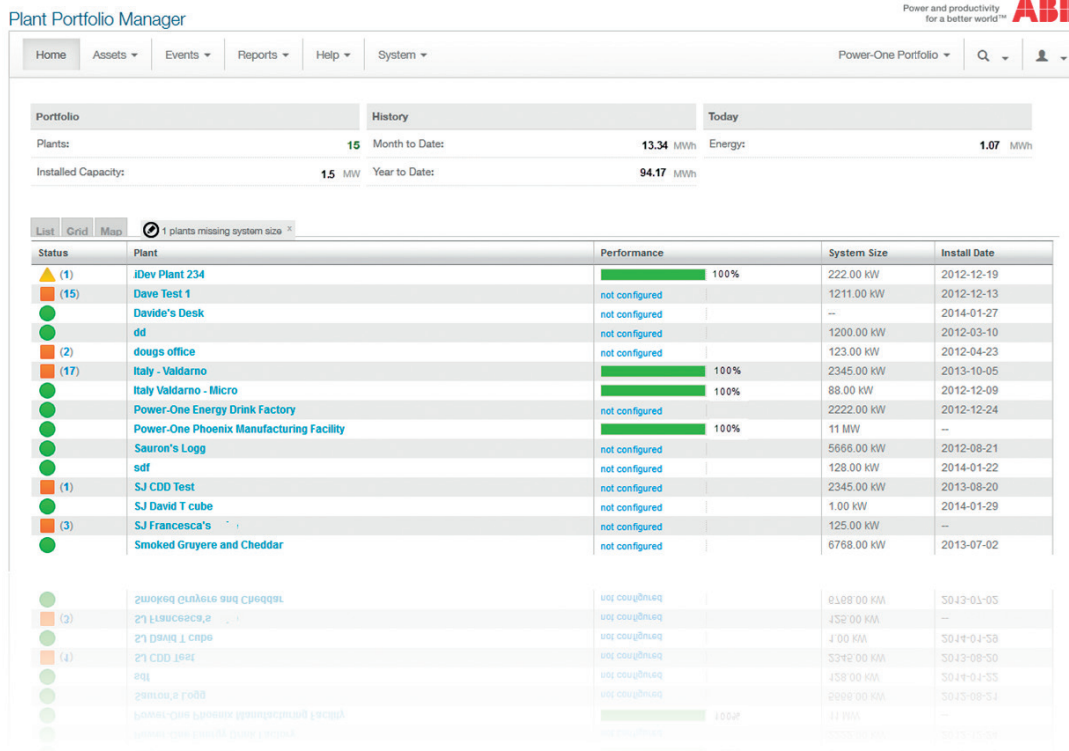 Power and productivity
for a better world™
ABB
Plant Portfolio Manager
Home Assets Events Reports Help System Power-One Portfolio
Portfolio History Today
Plants: 15 Month to Date: 13.34 MWh Energy: 1.07 MWh
Installed Capacity: 1.5 MW Year to Date: 94.17 MWh
List Grid Map 1 plants missing system size x
Status Plant Performance System Size Install Date
(1) iDev Plant 234 100% 222.00 kW 2012-12-19
(15) Dave Test 1 not configured 1211.00 kW 2012-12-13
Davide's Desk not configured -- 2014-01-27
dd not configured 1200.00 kW 2012-03-10
(2) dougs office not configured 123.00 kW 2012-04-23
(17) Italy - Valdarno 100% 2345.00 kW 2013-10-05
Italy Valdarno - Micro 100% 88.00 kW 2012-12-09
Power-One Energy Drink Factory not configured 2222.00 kW 2012-12-24
Power-One Phoenix Manufacturing Facility 100% 11 MW --
Sauron's Logg not configured 5666.00 kW 2012-08-21
sdf not configured 128.00 kW 2014-01-22
(1) SJ CDD Test not configured 2345.00 kW 2013-08-20
SJ David T cube not configured 1.00 kW 2014-01-29
(3) SJ Francesca's not configured 125.00 kW --
Smoked Gruyere and Cheddar not configured 6768.00 kW 2013-07-02